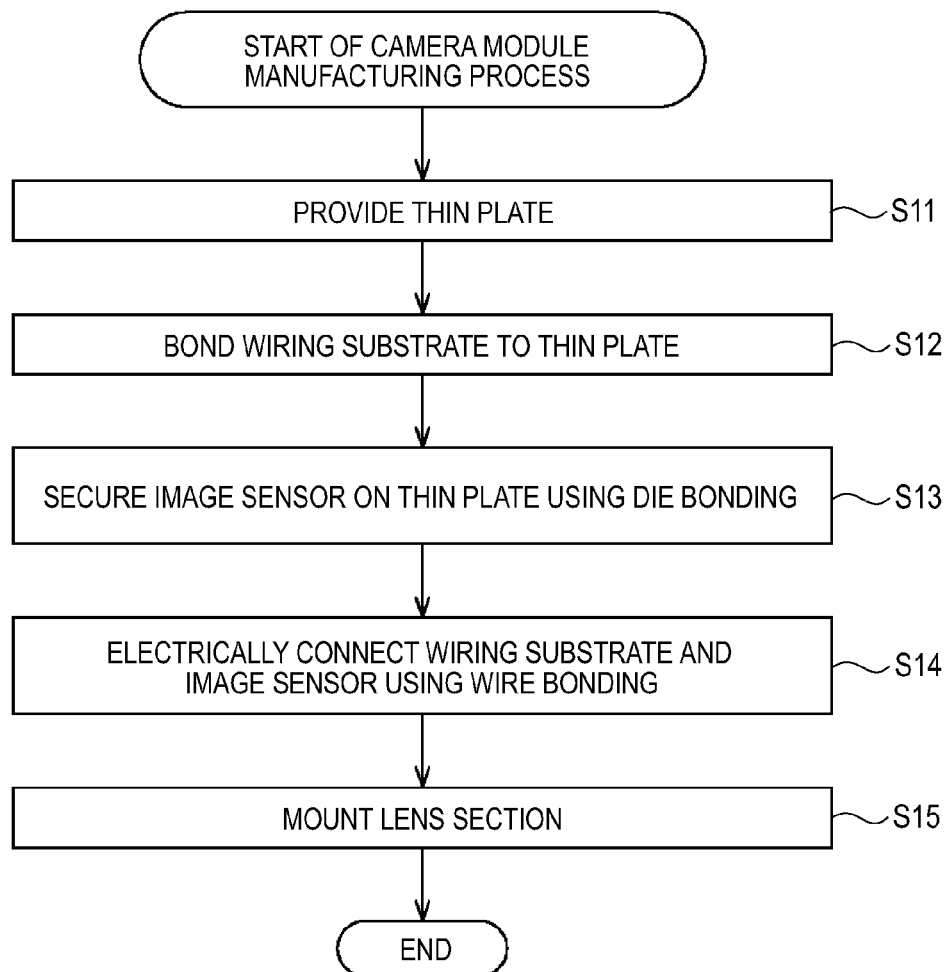 START OF CAMERA MODULE
MANUFACTURING PROCESS
PROVIDE THIN PLATE
S11
BOND WIRING SUBSTRATE TO THIN PLATE
S12
SECURE IMAGE SENSOR ON THIN PLATE USING DIE BONDING
S13
ELECTRICALLY CONNECT WIRING SUBSTRATE AND
IMAGE SENSOR USING WIRE BONDING
S14
MOUNT LENS SECTION
S15
END